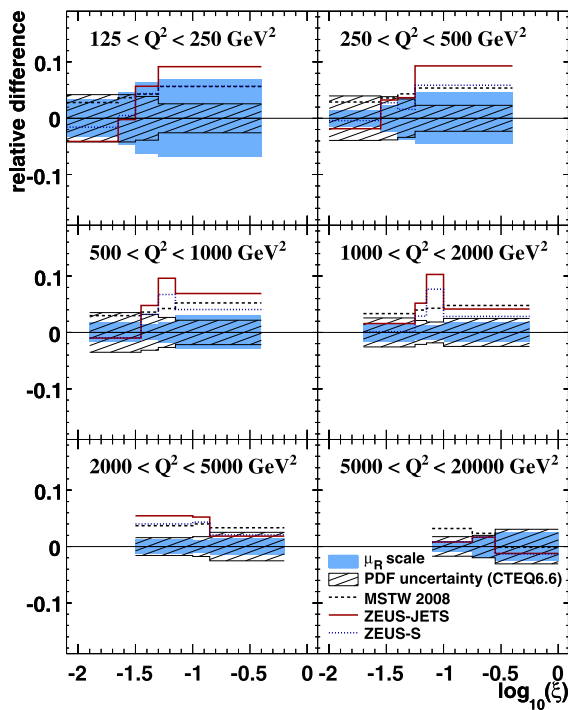 relative difference
125 < Q² < 250 GeV²
250 < Q² < 500 GeV²
0.1
0
-0.1
500 < Q² < 1000 GeV²
1000 < Q² < 2000 GeV²
0.1
0
-0.1
2000 < Q² < 5000 GeV²
5000 < Q² < 20000 GeV²
0.1
0
-0.1
μR scale
PDF uncertainty (CTEQ6.6)
MSTW 2008
ZEUS-JETS
ZEUS-S
-2 -1.5 -1 -0.5 -2 -1.5 -1 -0.5 0
log10(ξ)